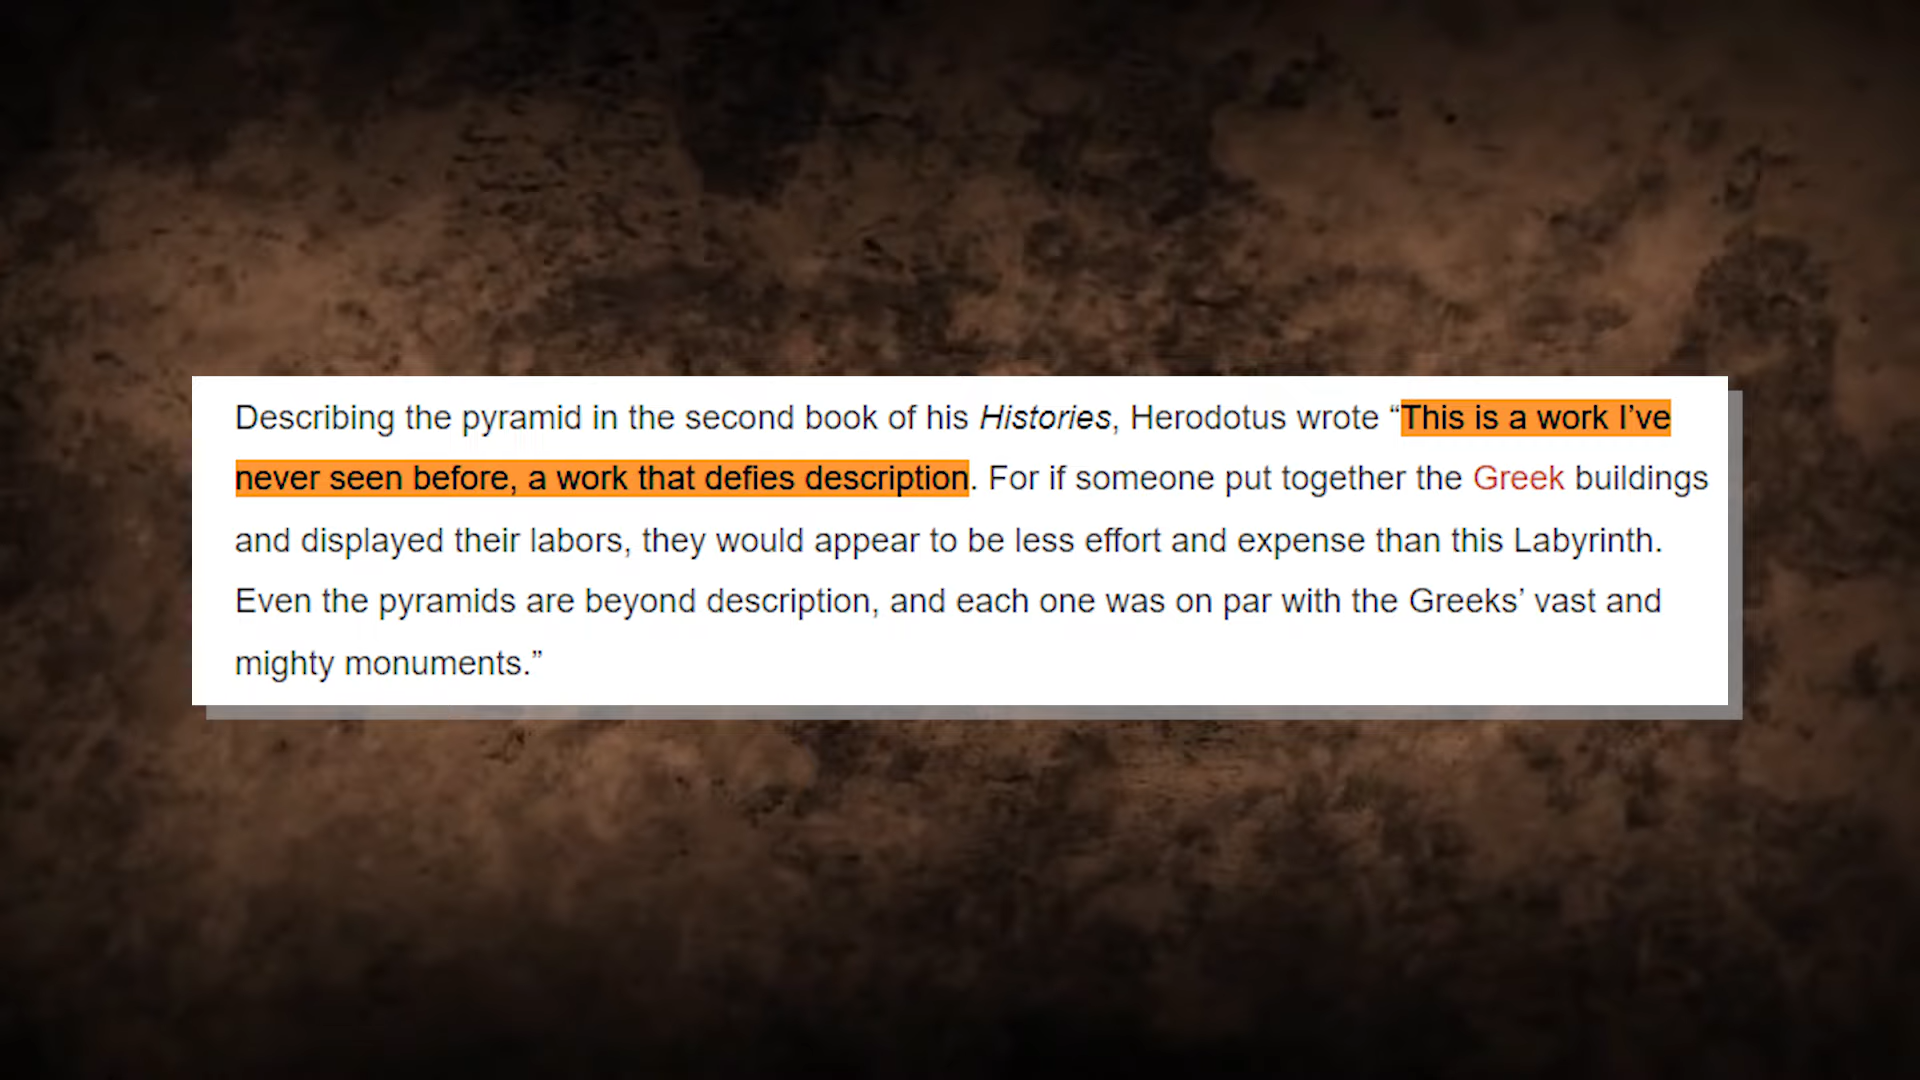 Describing the pyramid in the second book of his Histories, Herodotus wrote “This is a work I’ve
never seen before, a work that defies description. For if someone put together the Greek buildings
and displayed their labors, they would appear to be less effort and expense than this Labyrinth.
Even the pyramids are beyond description, and each one was on par with the Greeks’ vast and
mighty monuments.”